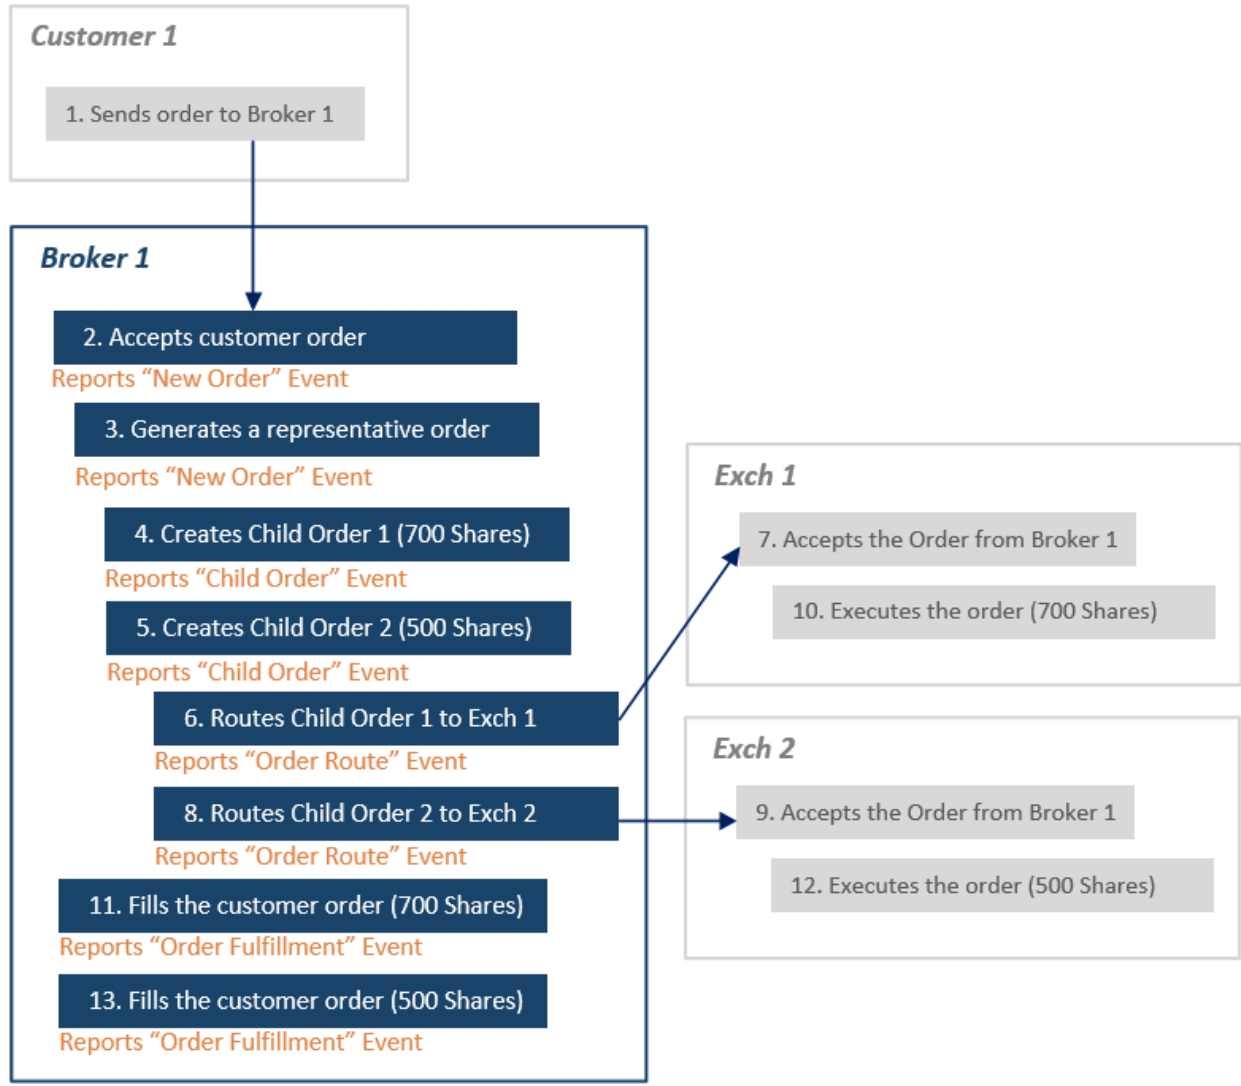 Customer 1
1. Sends order to Broker 1
Broker 1
2. Accepts customer order
Reports “New Order” Event
3. Generates a representative order
Reports “New Order” Event
4. Creates Child Order 1 (700 Shares)
Reports “Child Order” Event
5. Creates Child Order 2 (500 Shares)
Reports “Child Order” Event
6. Routes Child Order 1 to Exch 1
Reports “Order Route” Event
8. Routes Child Order 2 to Exch 2
Reports “Order Route” Event
11. Fills the customer order (700 Shares)
Reports “Order Fulfillment” Event
13. Fills the customer order (500 Shares)
Reports “Order Fulfillment” Event
Exch 1
7. Accepts the Order from Broker 1
10. Executes the order (700 Shares)
Exch 2
9. Accepts the Order from Broker 1
12. Executes the order (500 Shares)